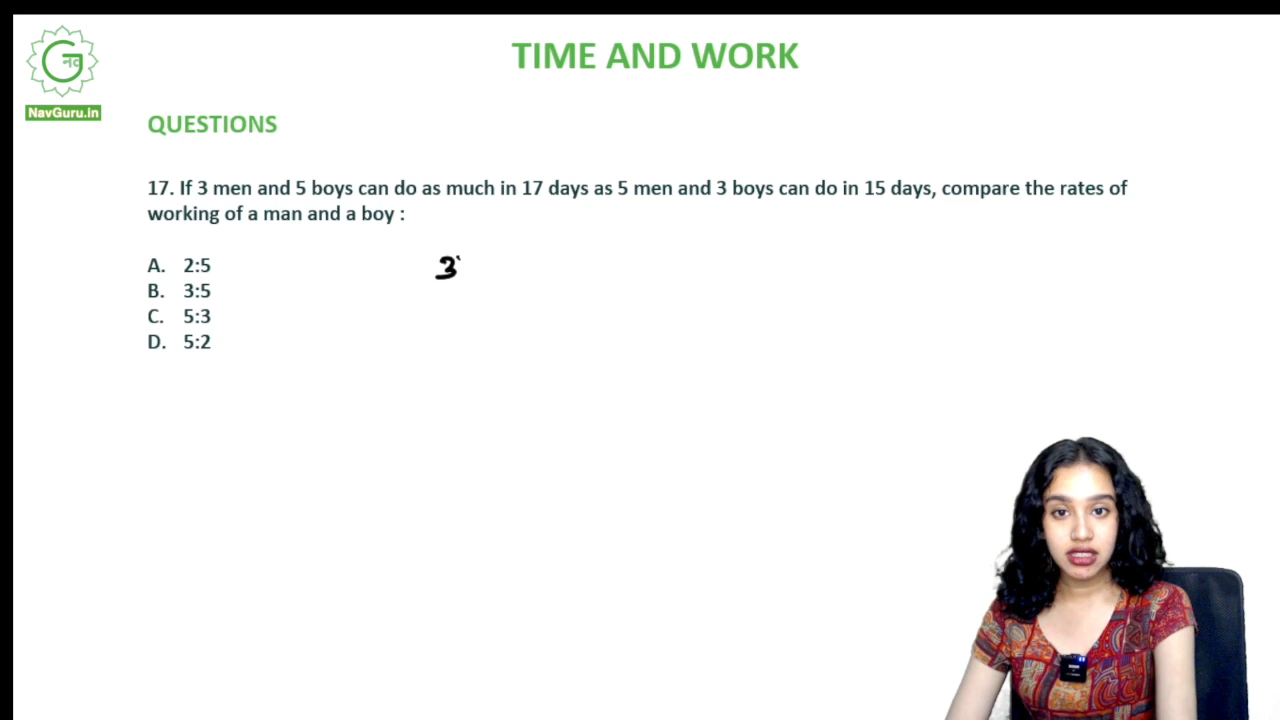 TIME AND WORK
नव
NavGuru.in
QUESTIONS
17. If 3 men and 5 boys can do as much in 17 days as 5 men and 3 boys can do in 15 days, compare the rates of
working of a man and a boy :
A. 2:5
B. 3:5
C. 5:3
D. 5:2
3